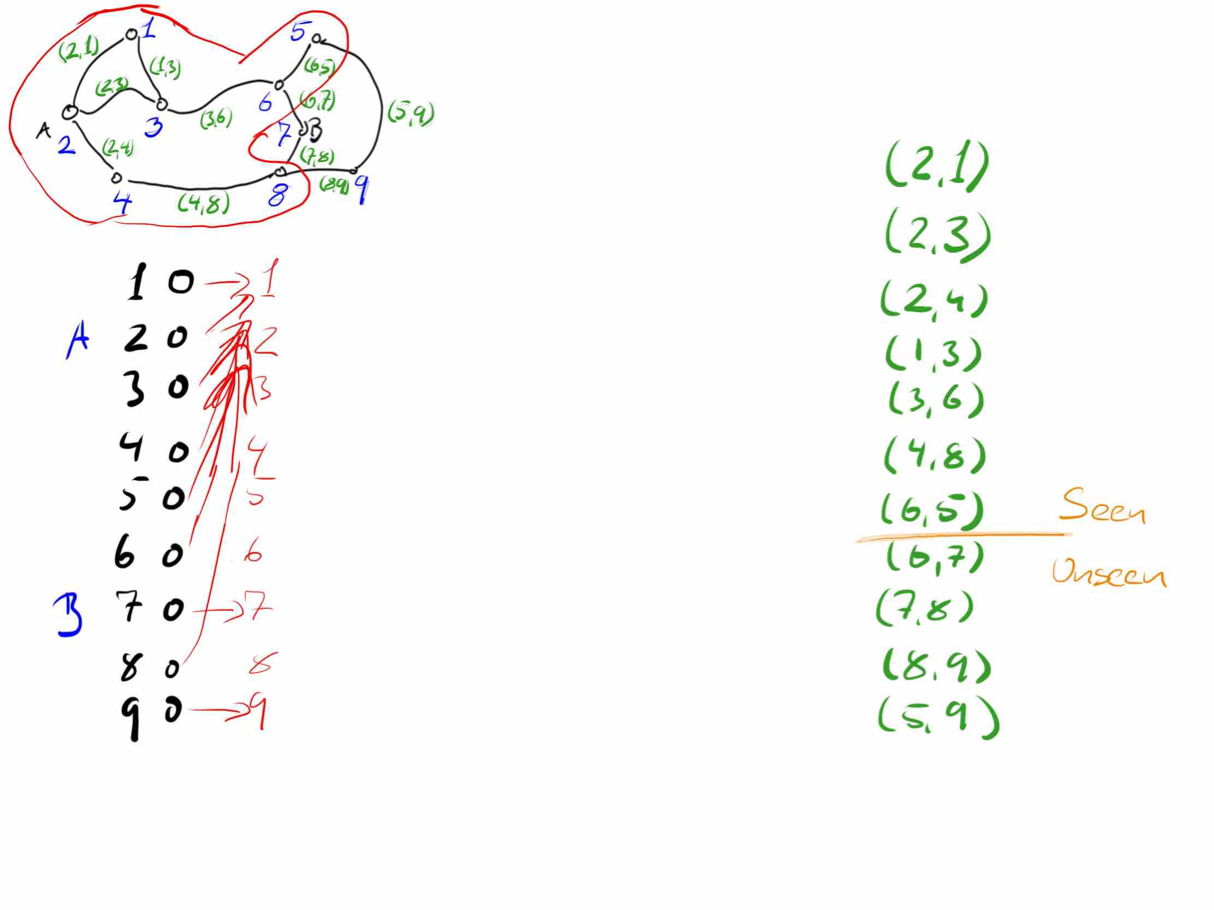 1 5
(2,1) (1,3) (6,5)
(2,3) (6,7) (5,9)
A 3 (3,6) 6 7 B
2 (2,4) (7,8)
4 (4,8) 8 (8,9) 9
1 0 → 1
A 2 0 2
3 0 3
4 0 4
5 0 5
6 0 6
B 7 0 → 7
8 0 8
9 0 → 9
(2,1)
(2,3)
(2,4)
(1,3)
(3,6)
(4,8)
(6,5) Seen
(6,7) Unseen
(7,8)
(8,9)
(5,9)